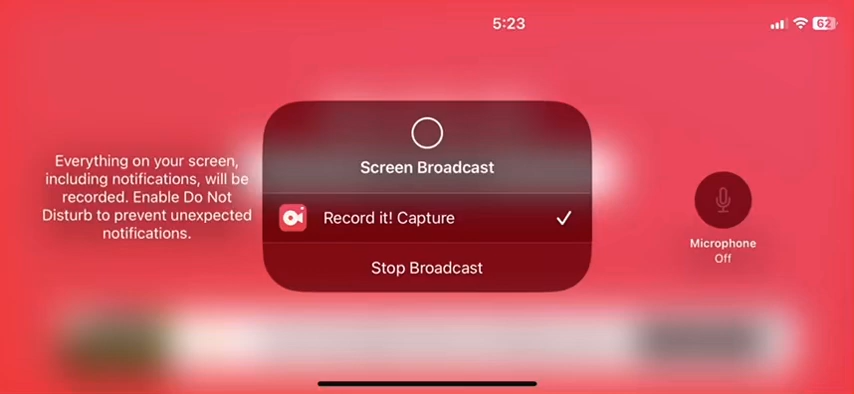 5:23
62
Everything on your screen,
including notifications, will be
recorded. Enable Do Not
Disturb to prevent unexpected
notifications.
Screen Broadcast
Record it! Capture
Stop Broadcast
Microphone
Off